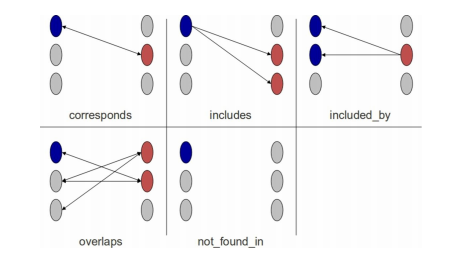 corresponds
includes
included_by
overlaps
not_found_in